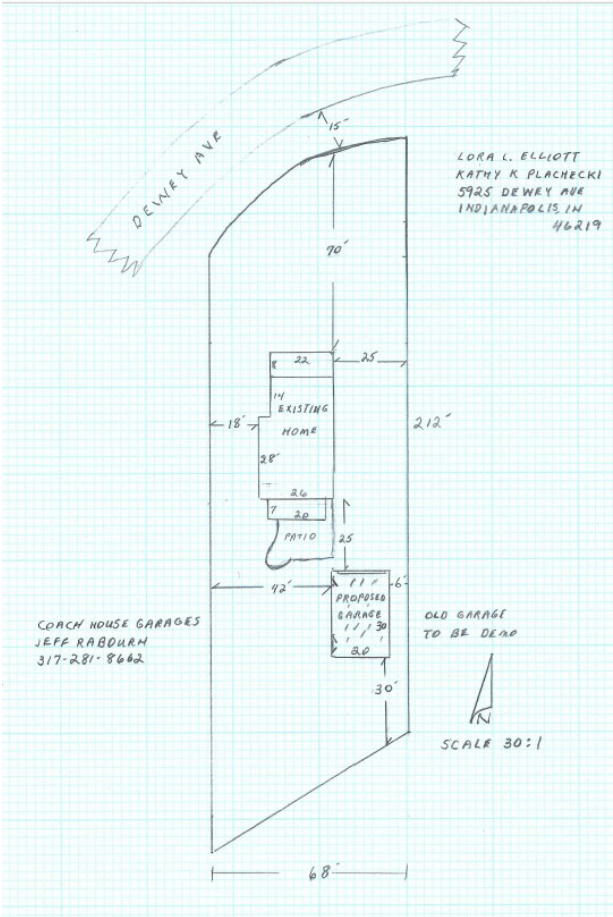 DEWEY AVE
15'
LORA L. ELLIOTT
KATHY K PLACHECKI
5925 DEWEY AVE
INDIANAPOLIS, IN
46219
70'
8
22
25'
14
EXISTING
HOME
18'
212'
28'
26
7
20
PATIO
25
42'
6'
PROPOSED
GARAGE
30
20
COACH HOUSE GARAGES
JEFF RABOURN
317-281-8662
OLD GARAGE
TO BE DEMO
30'
N
SCALE 30:1
68'